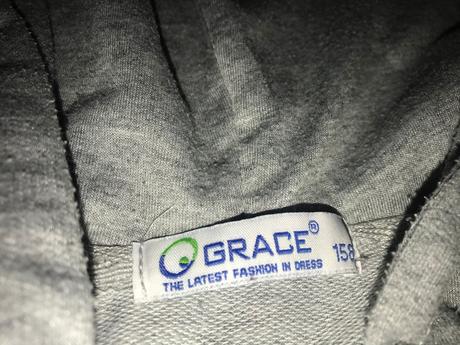 GRACE®
THE LATEST FASHION IN DRESS
158